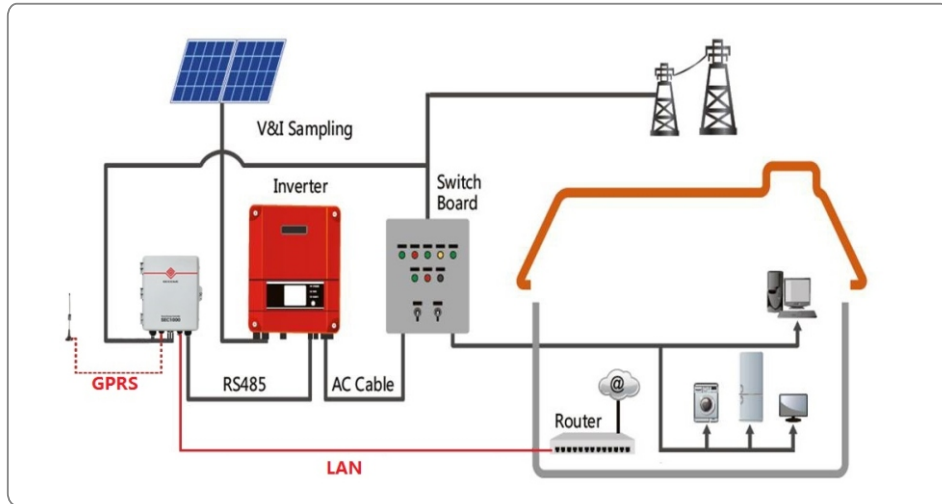 V&I Sampling
Inverter
Switch
Board
GPRS
RS485
AC Cable
Router
@
LAN